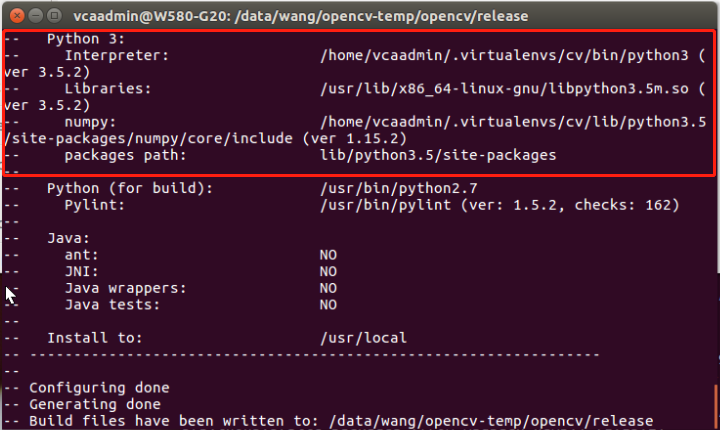 vcaadmin@W580-G20: /data/wang/opencv-temp/opencv/release
--   Python 3:
--     Interpreter:                 /home/vcaadmin/.virtualenvs/cv/bin/python3 (
ver 3.5.2)
--     Libraries:                   /usr/lib/x86_64-linux-gnu/libpython3.5m.so (
ver 3.5.2)
--     numpy:                       /home/vcaadmin/.virtualenvs/cv/lib/python3.5
/site-packages/numpy/core/include (ver 1.15.2)
--     packages path:               lib/python3.5/site-packages
--
--   Python (for build):            /usr/bin/python2.7
--     Pylint:                      /usr/bin/pylint (ver: 1.5.2, checks: 162)
--
--   Java:
--     ant:                         NO
--     JNI:                         NO
--     Java wrappers:               NO
--     Java tests:                  NO
--
--   Install to:                    /usr/local
-- -----------------------------------------------------------------
--
-- Configuring done
-- Generating done
-- Build files have been written to: /data/wang/opencv-temp/opencv/release